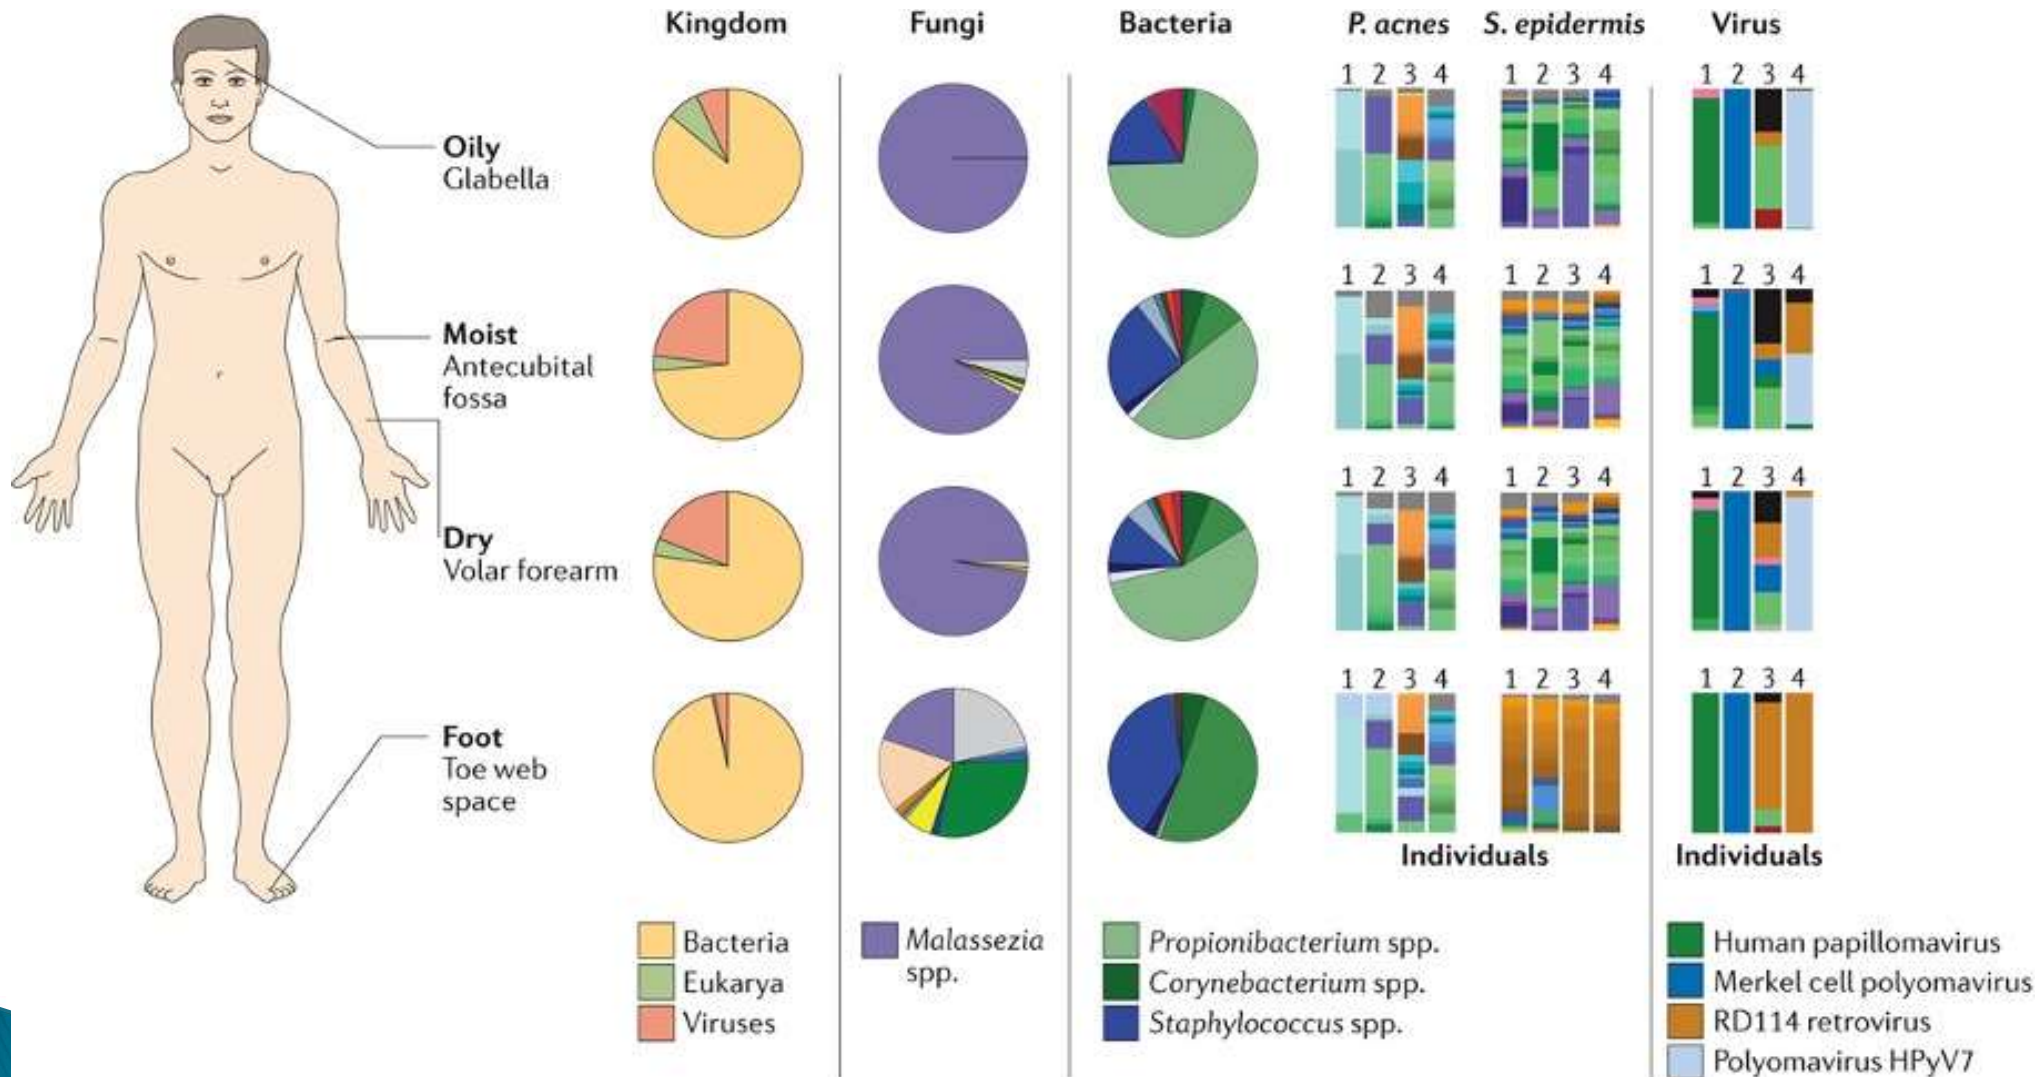 Kingdom
Fungi
Bacteria
P. acnes
S. epidermis
Virus
1 2 3 4
1 2 3 4
1 2 3 4
Oily
Glabella
1 2 3 4
1 2 3 4
1 2 3 4
Moist
Antecubital
fossa
1 2 3 4
1 2 3 4
1 2 3 4
Dry
Volar forearm
1 2 3 4
1 2 3 4
1 2 3 4
Foot
Toe web
space
Individuals
Individuals
Bacteria
Eukarya
Viruses
Malassezia
spp.
Propionibacterium spp.
Corynebacterium spp.
Staphylococcus spp.
Human papillomavirus
Merkel cell polyomavirus
RD114 retrovirus
Polyomavirus HPyV7